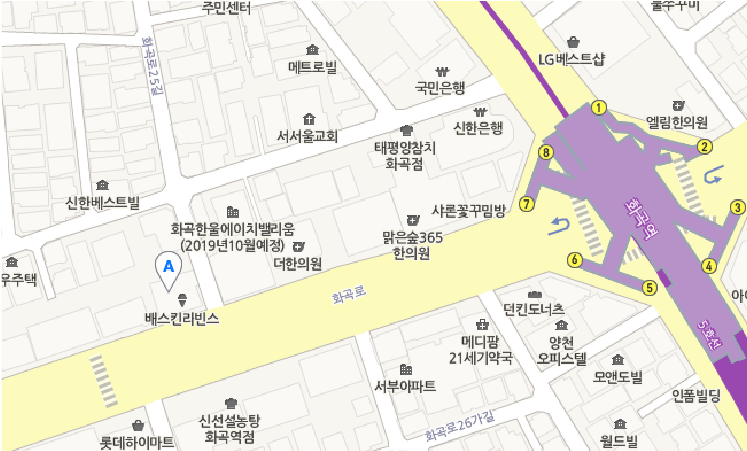 주민센터
울주꾸미
화곡로25길
메트로빌
LG베스트샵
국민은행
1
서서울교회
신한은행
엘림한의원
태평양참치
화곡점
8
2
신한베스트빌
7
샤론꽃꾸밈방
화곡역
3
화곡한울에이치밸리움
(2019년10월예정)
맑은숲365
한의원
더한의원
A
우주택
6
4
5
화곡로
배스킨리빈스
던킨도너츠
아이
5호선
메디팜
21세기약국
양천
오피스텔
모앤도빌
서부아파트
인폼빌딩
신선설농탕
화곡역점
화곡로26가길
롯데하이마트
월드빌